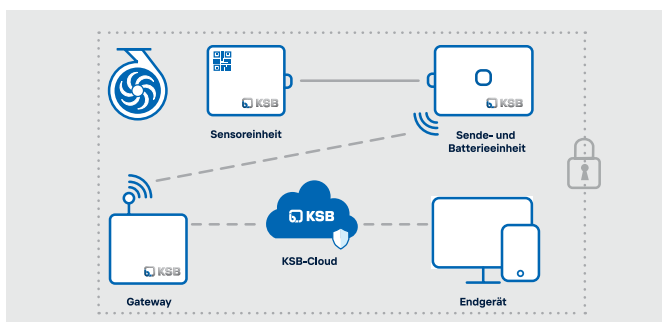 KSB
KSB
Sensoreinheit
Sende- und
Batterieeinheit
KSB
KSB
KSB-Cloud
Gateway
Endgerät